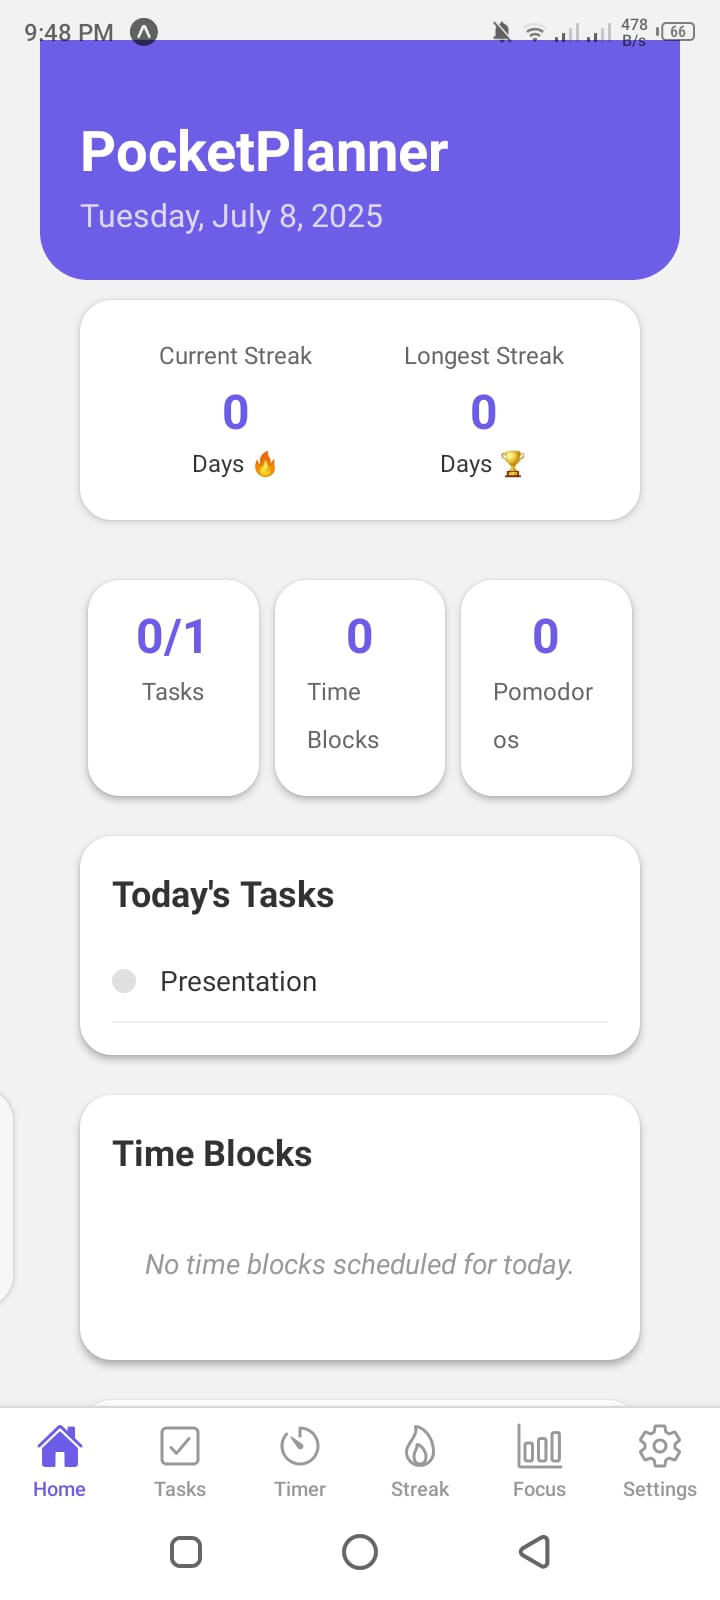 9:48 PM
478
B/s
66
PocketPlanner
Tuesday, July 8, 2025
Current Streak
Longest Streak
0
0
Days 🔥
Days 🏆
0/1
0
0
Tasks
Time
Blocks
Pomodor
os
Today's Tasks
Presentation
Time Blocks
No time blocks scheduled for today.
Home
Tasks
Timer
Streak
Focus
Settings